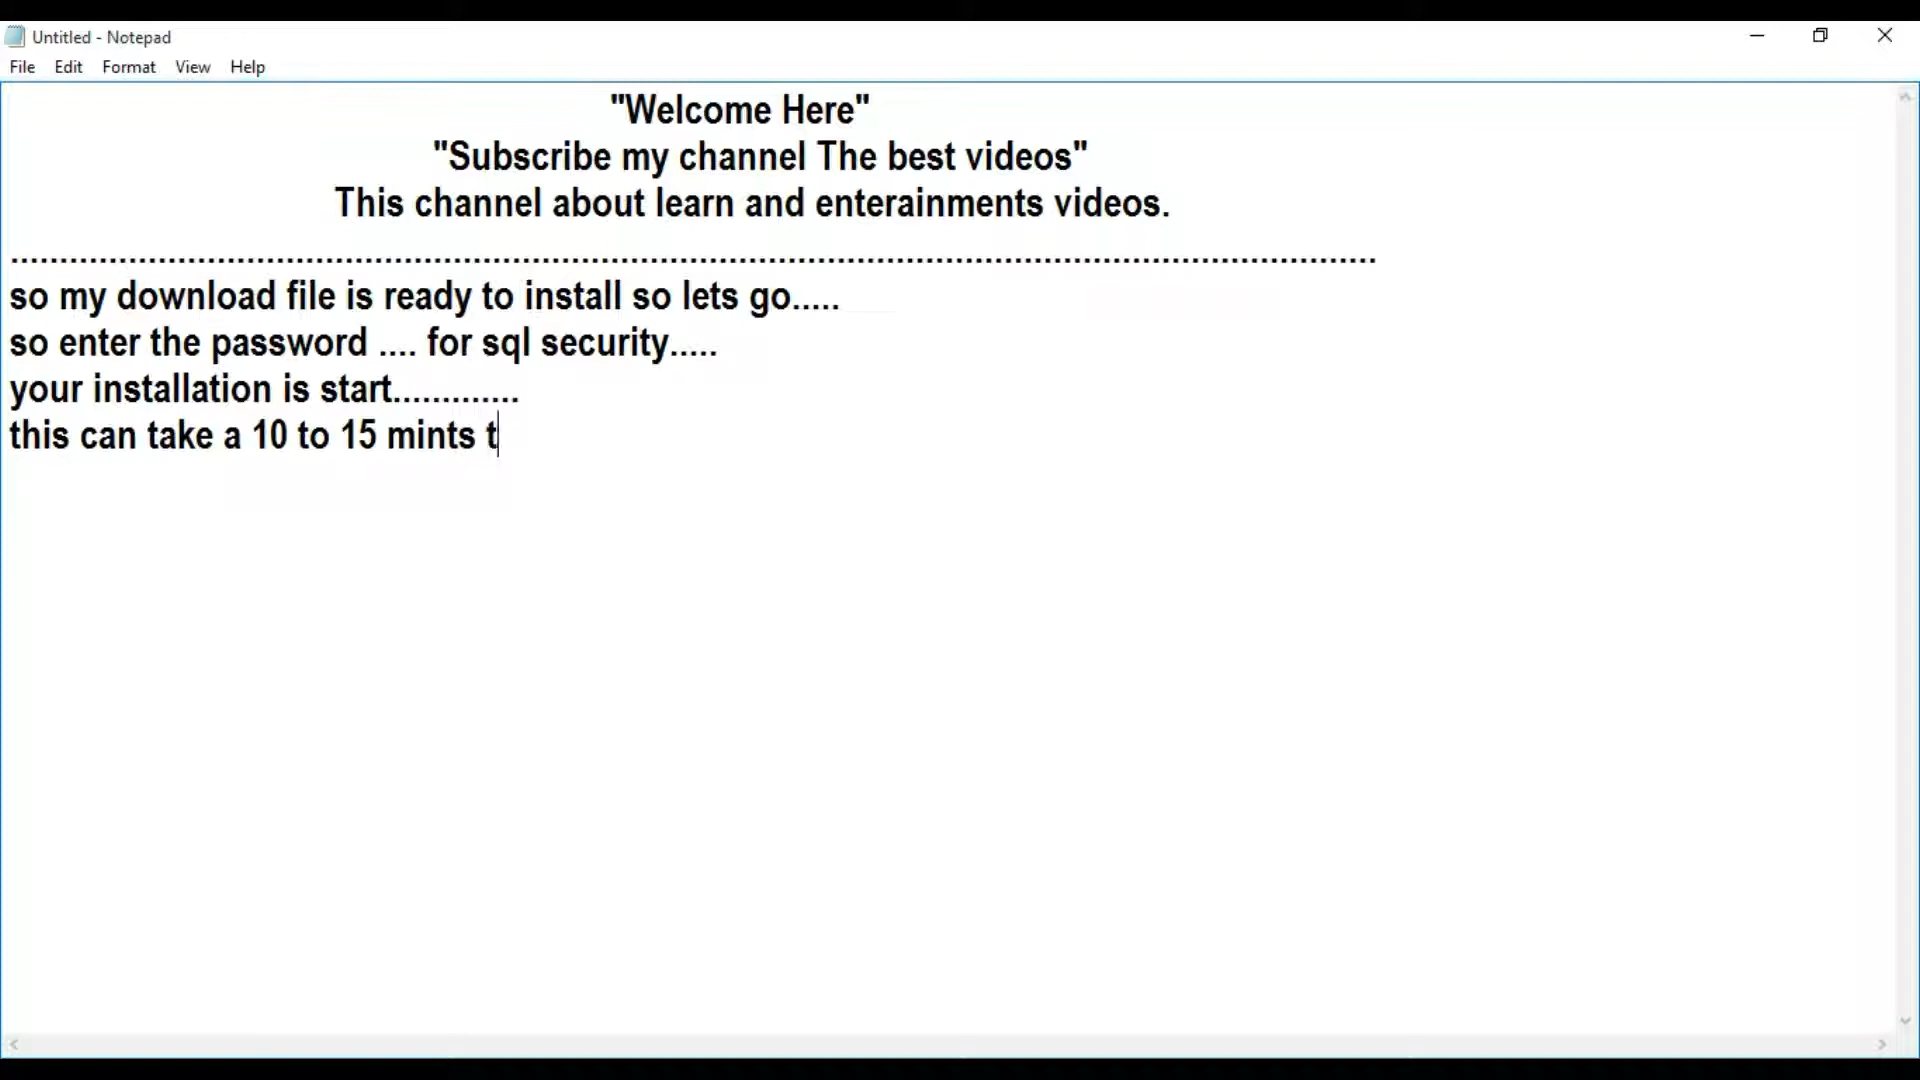 Untitled - Notepad
File Edit Format View Help
"Welcome Here"
"Subscribe my channel The best videos"
This channel about learn and enterainments videos.
...........................................................................................................................................
so my download file is ready to install so lets go.....
so enter the password .... for sql security.....
your installation is start.............
this can take a 10 to 15 mints t